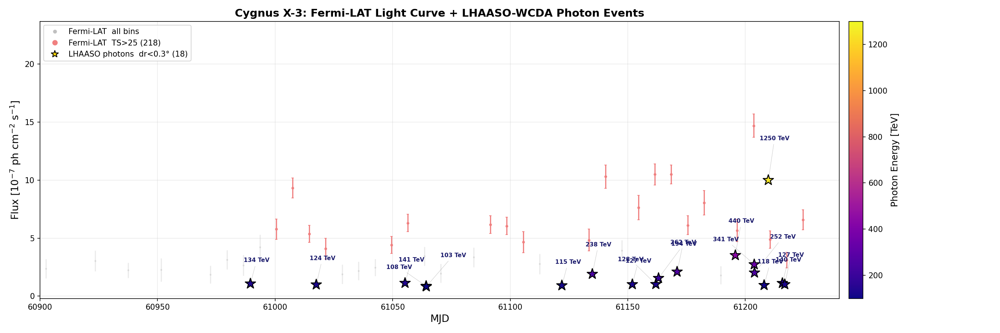 Cygnus X-3: Fermi-LAT Light Curve + LHAASO-WCDA Photon Events
Fermi-LAT  all bins
Fermi-LAT  TS>25 (218)
LHAASO photons  dr<0.3° (18)
Flux [10⁻⁷ ph cm⁻² s⁻¹]
20
15
10
5
0
1250 TeV
440 TeV
341 TeV
252 TeV
238 TeV
262 TeV
194 TeV
134 TeV
124 TeV
141 TeV
108 TeV
103 TeV
115 TeV
128 TeV
127 TeV
118 TeV
127 TeV
140 TeV
60900
60950
61000
61050
61100
61150
61200
MJD
1200
1000
800
600
400
200
Photon Energy [TeV]